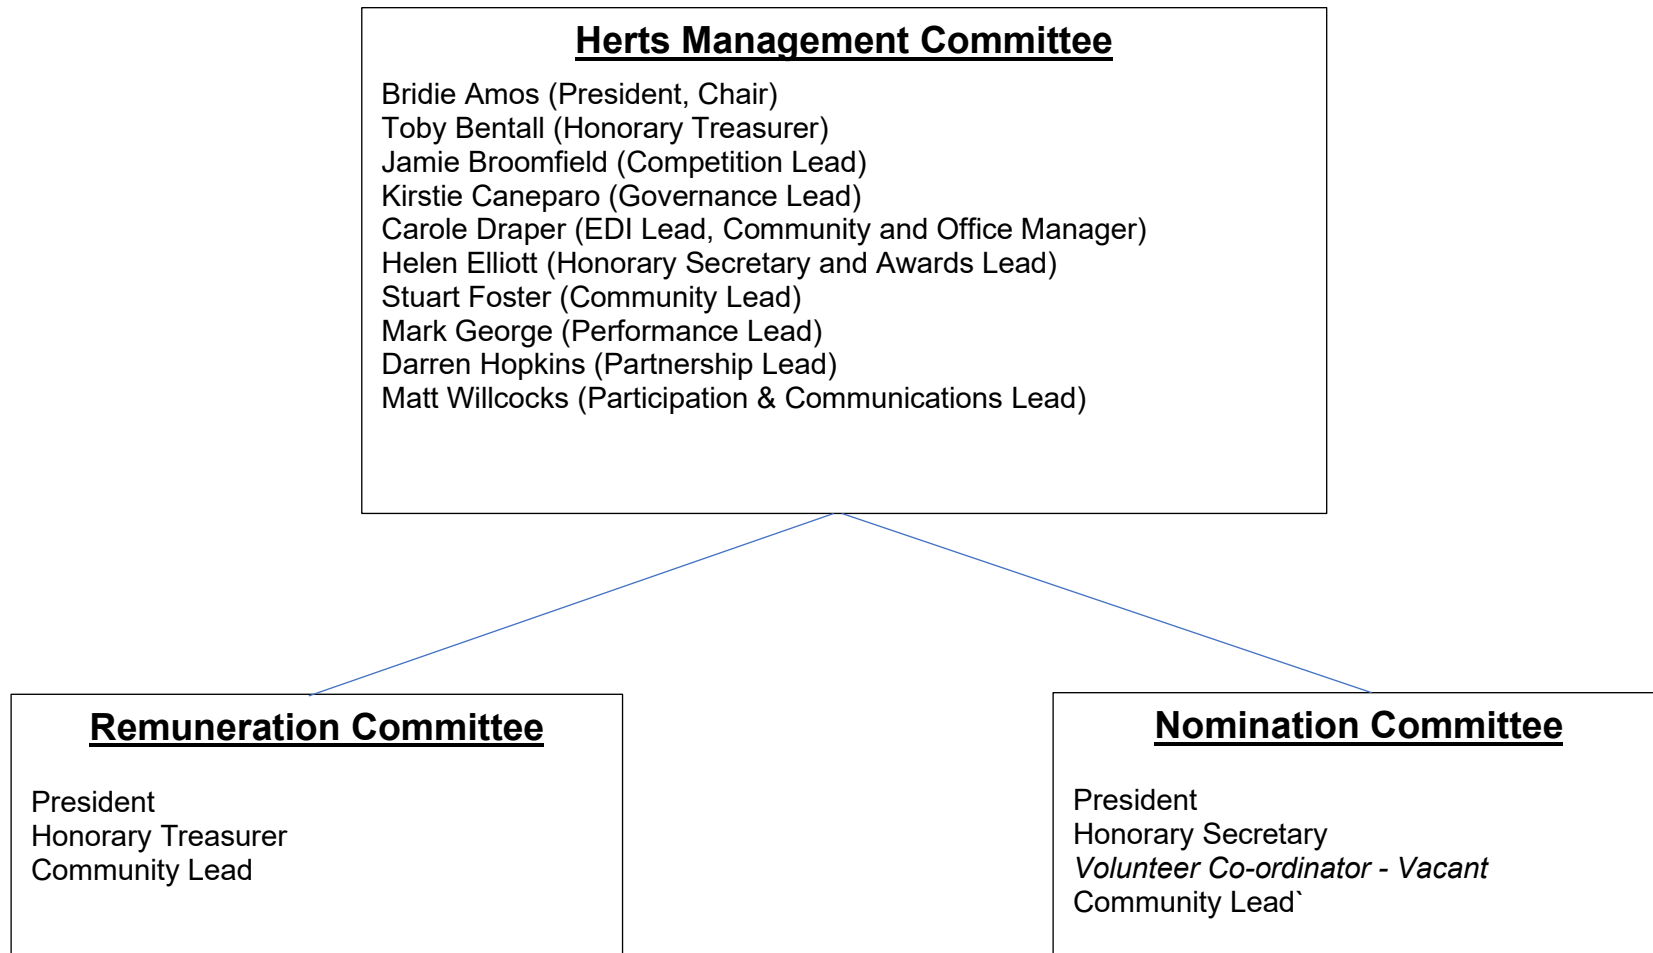 Herts Management Committee
Bridie Amos (President, Chair)
Toby Bentall (Honorary Treasurer)
Jamie Broomfield (Competition Lead)
Kirstie Caneparo (Governance Lead)
Carole Draper (EDI Lead, Community and Office Manager)
Helen Elliott (Honorary Secretary and Awards Lead)
Stuart Foster (Community Lead)
Mark George (Performance Lead)
Darren Hopkins (Partnership Lead)
Matt Willcocks (Participation & Communications Lead)
Remuneration Committee
President
Honorary Treasurer
Community Lead
Nomination Committee
President
Honorary Secretary
Volunteer Co-ordinator - Vacant
Community Lead`